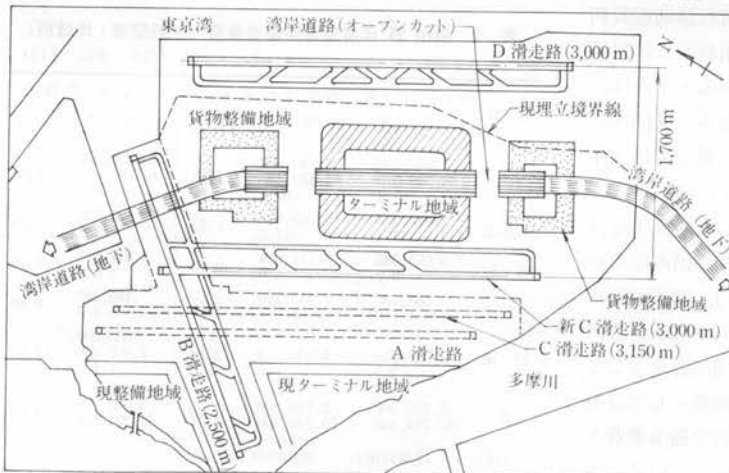 東京湾
湾岸道路(オープンカット)
D 滑走路(3,000 m)
N
貨物整備地域
現埋立境界線
1,700 m
ターミナル地域
湾岸道路(地下)
湾岸道路(地下)
貨物整備地域
新 C 滑走路(3,000 m)
C 滑走路(3,150 m)
A 滑走路
B 滑走路(2,500 m)
多摩川
現整備地域
現ターミナル地域